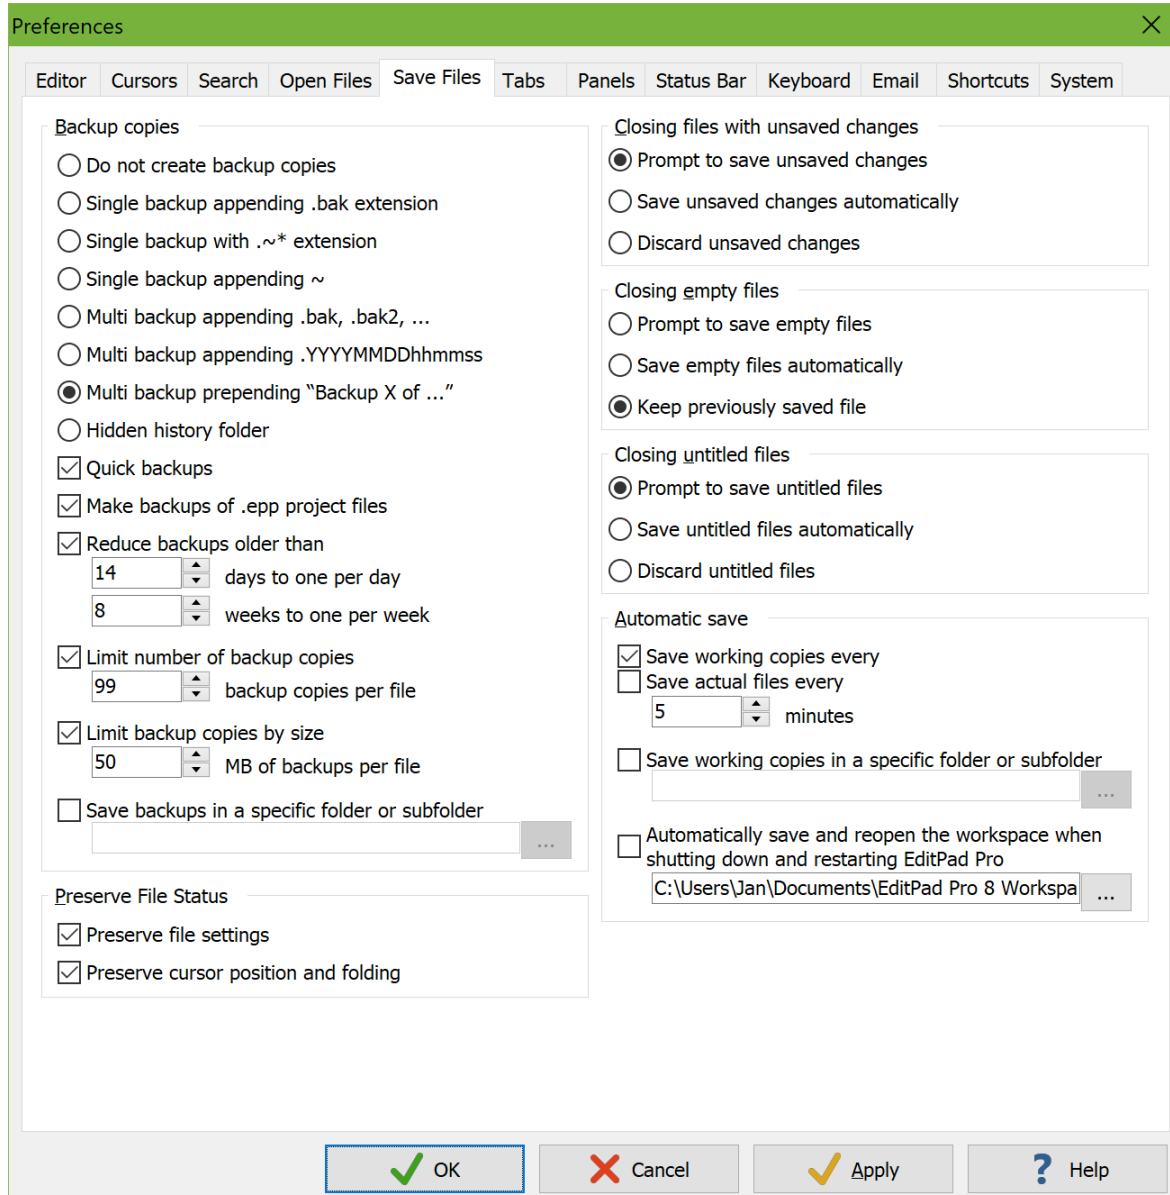 Preferences
Editor Cursors Search Open Files Save Files Tabs Panels Status Bar Keyboard Email Shortcuts System
Backup copies
Do not create backup copies
Single backup appending .bak extension
Single backup with .~* extension
Single backup appending ~
Multi backup appending .bak, .bak2, ...
Multi backup appending .YYYYMMDDhhmmss
Multi backup prepending “Backup X of ...”
Hidden history folder
Quick backups
Make backups of .epp project files
Reduce backups older than
14 days to one per day
8 weeks to one per week
Limit number of backup copies
99 backup copies per file
Limit backup copies by size
50 MB of backups per file
Save backups in a specific folder or subfolder
...
Preserve File Status
Preserve file settings
Preserve cursor position and folding
Closing files with unsaved changes
Prompt to save unsaved changes
Save unsaved changes automatically
Discard unsaved changes
Closing empty files
Prompt to save empty files
Save empty files automatically
Keep previously saved file
Closing untitled files
Prompt to save untitled files
Save untitled files automatically
Discard untitled files
Automatic save
Save working copies every
Save actual files every
5 minutes
Save working copies in a specific folder or subfolder
...
Automatically save and reopen the workspace when
shutting down and restarting EditPad Pro
C:\Users\Jan\Documents\EditPad Pro 8 Workspa ...
OK Cancel Apply ? Help